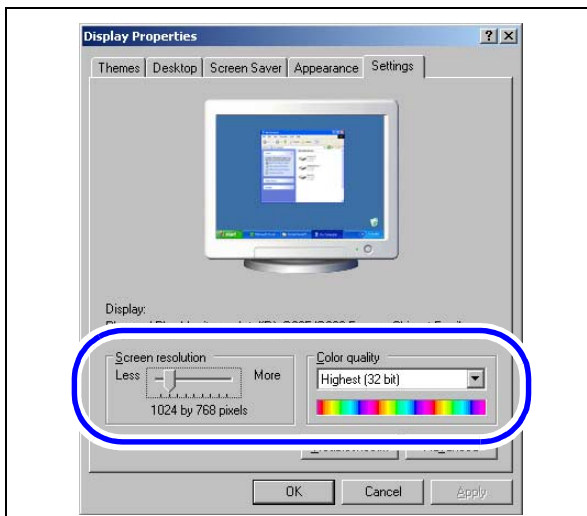 Display Properties
Themes Desktop Screen Saver Appearance Settings
Display:
Screen resolution
Less More
1024 by 768 pixels
Color quality
Highest (32 bit)
OK Cancel Apply